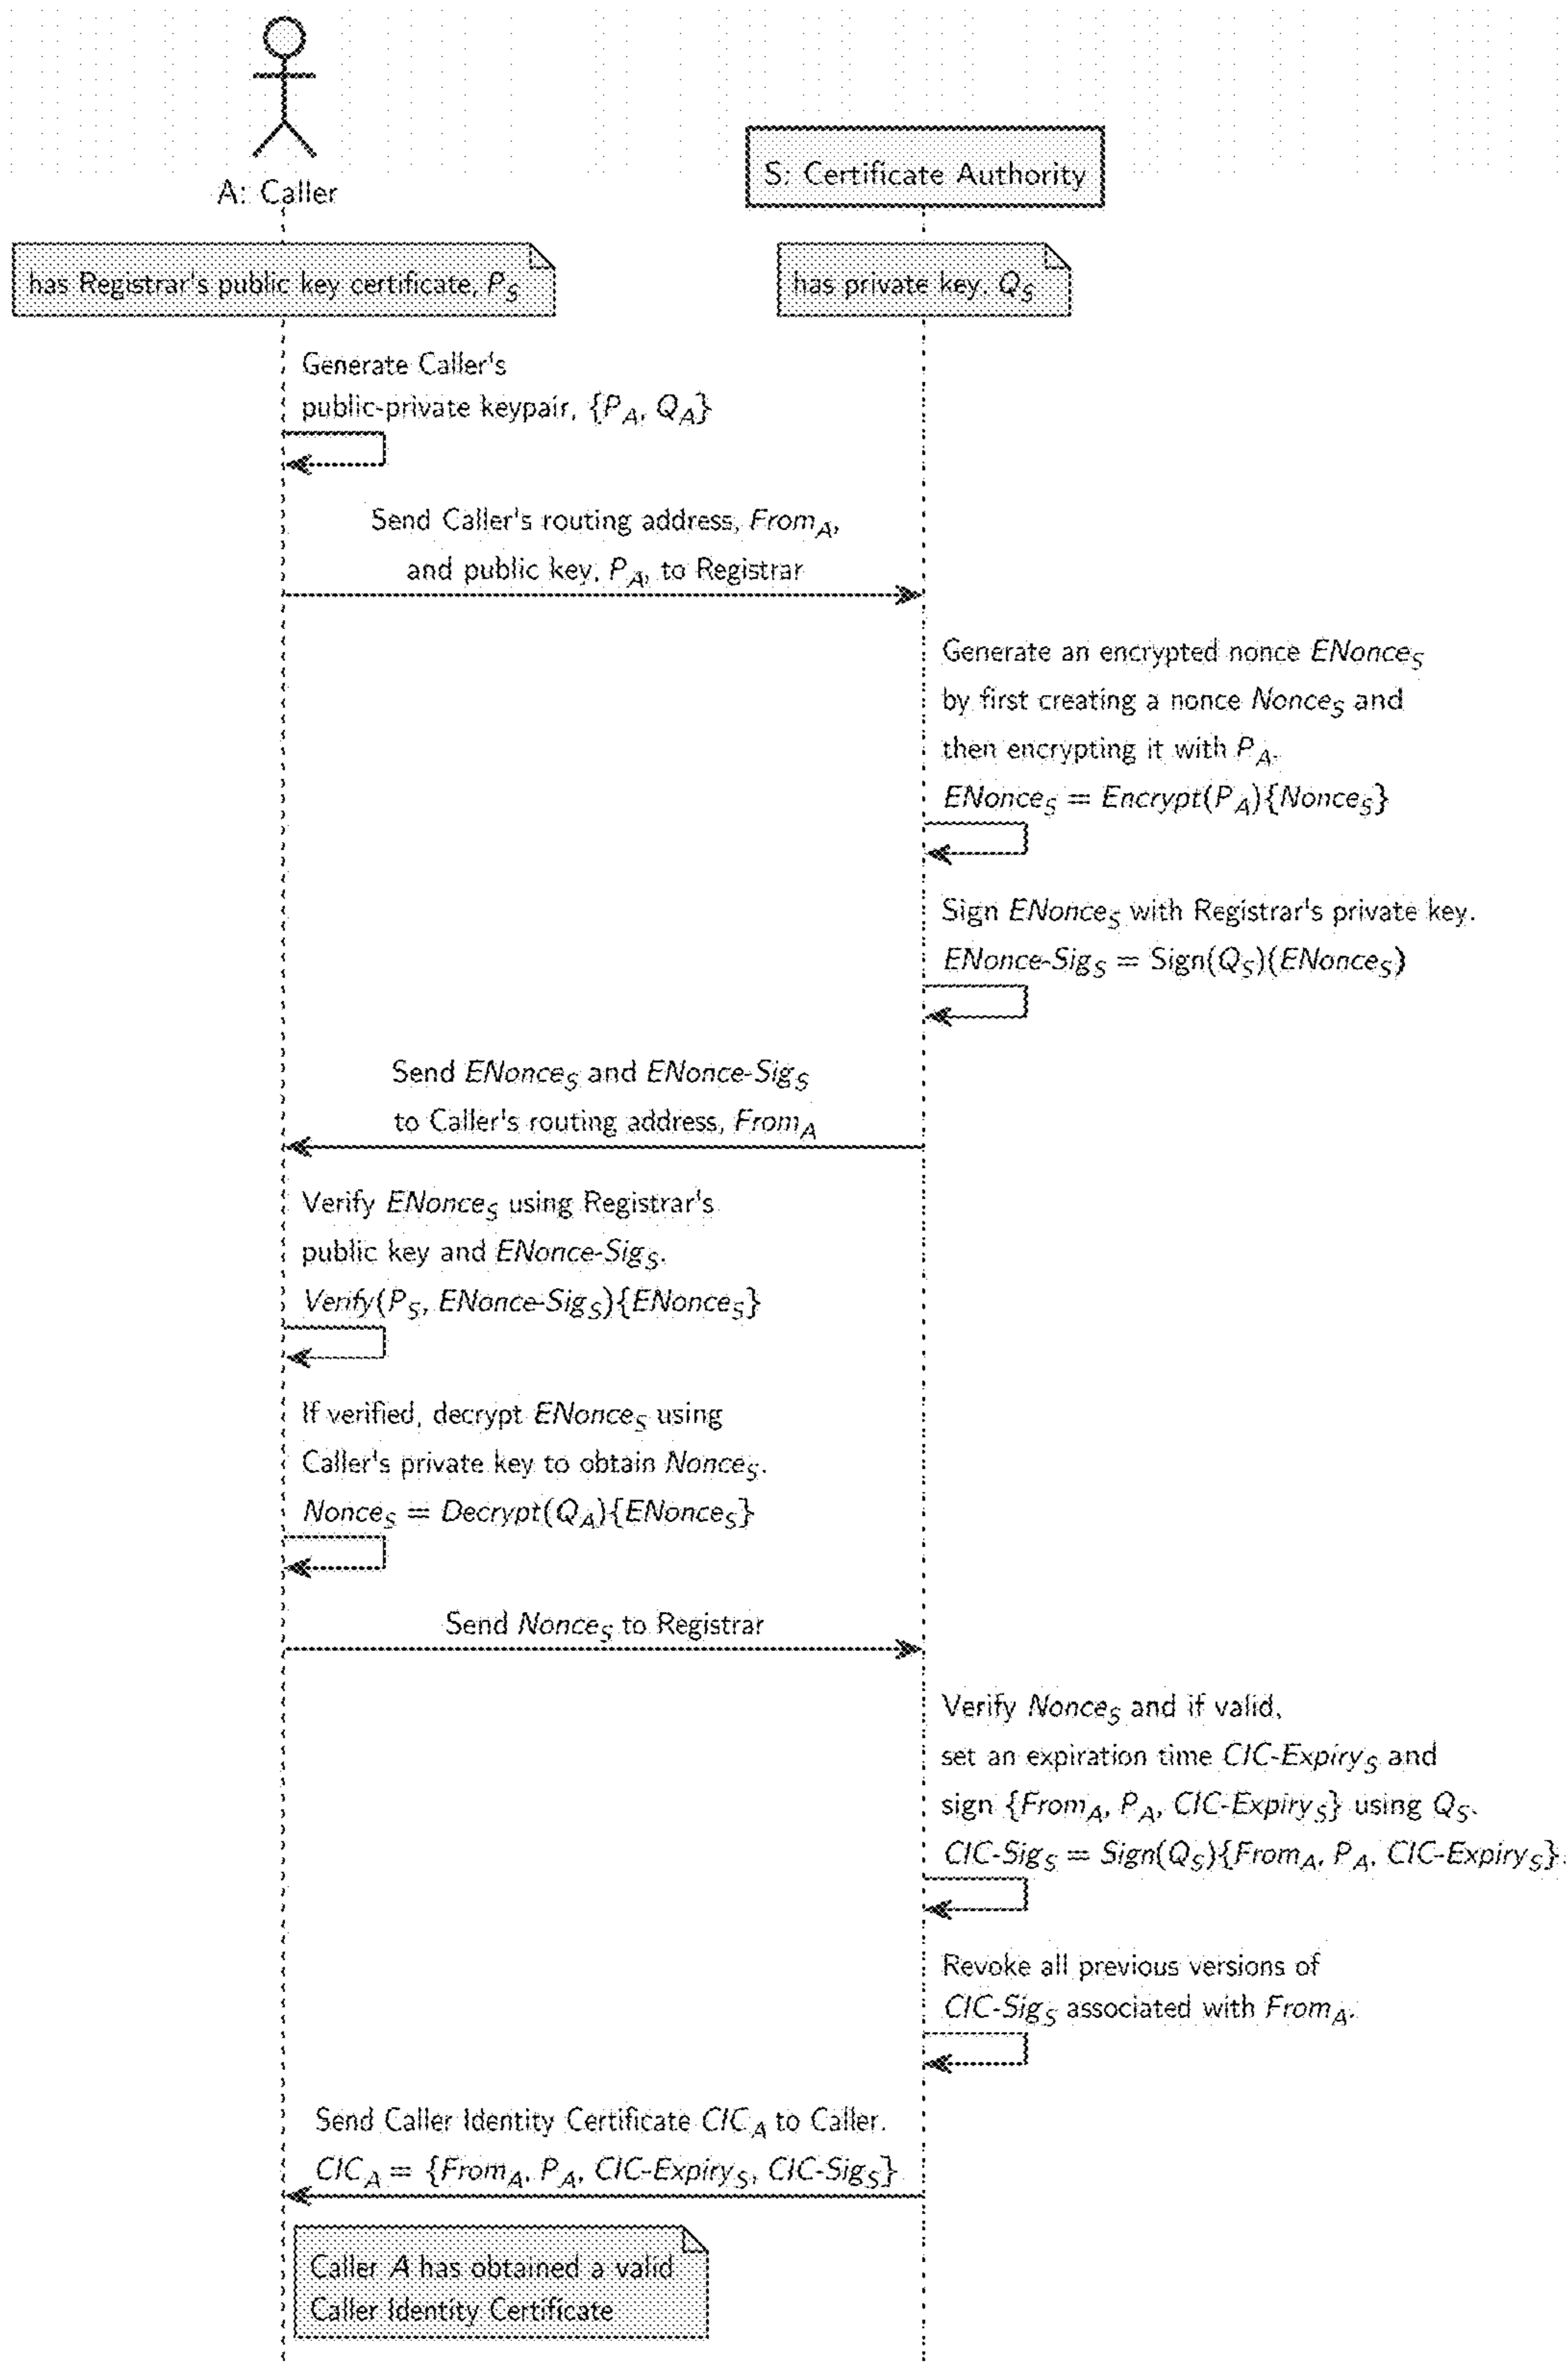 A: Caller
S: Certificate Authority
has Registrar's public key certificate, P_S
has private key, Q_S
Generate Caller's
public-private keypair, {P_A, Q_A}
Send Caller's routing address, From_A,
and public key, P_A, to Registrar
Generate an encrypted nonce ENonce_S
by first creating a nonce Nonce_S and
then encrypting it with P_A.
ENonce_S = Encrypt(P_A){Nonce_S}
Sign ENonce_S with Registrar's private key.
ENonce-Sig_S = Sign(Q_S)(ENonce_S)
Send ENonce_S and ENonce-Sig_S
to Caller's routing address, From_A
Verify ENonce_S using Registrar's
public key and ENonce-Sig_S.
Verify(P_S, ENonce-Sig_S){ENonce_S}
If verified, decrypt ENonce_S using
Caller's private key to obtain Nonce_S.
Nonce_S = Decrypt(Q_A){ENonce_S}
Send Nonce_S to Registrar
Verify Nonce_S and if valid,
set an expiration time CIC-Expiry_S and
sign {From_A, P_A, CIC-Expiry_S} using Q_S.
CIC-Sig_S = Sign(Q_S){From_A, P_A, CIC-Expiry_S}.
Revoke all previous versions of
CIC-Sig_S associated with From_A.
Send Caller Identity Certificate CIC_A to Caller.
CIC_A = {From_A, P_A, CIC-Expiry_S, CIC-Sig_S}
Caller A has obtained a valid
Caller Identity Certificate